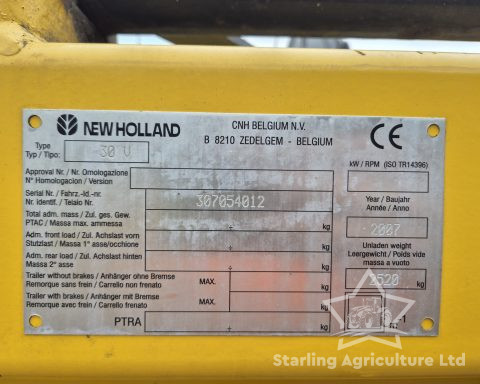 NEW HOLLAND
CNH BELGIUM N.V.
B 8210 ZEDELGEM - BELGIUM
CE
Type
Typ / Tipo:
30 V
kW / RPM (ISO TR14396)
Approval Nr. / Nr. Omologazione
N° Homologacion / Version
Serial Nr. / Fahrz.-Id.-nr.
Nr. identif. / Telaio Nr.
307054012
Year / Baujahr
Année / Anno
2007
Total adm. mass / Zul. ges. Gew.
PTAC / Massa max. ammessa
÷ kg
Adm. front load / Zul. Achslast vorn
Stutzlast / Massa 1° asse/occhione
÷ kg
Unladen weight
Leergewicht / Poids vide
massa a vuoto
2520 kg
Adm. rear load / Zul. Achslast hinten
Massa 2° asse
÷ kg
Trailer without brakes / Anhänger ohne Bremse
Remorque sans frein / Carrello non frenato
MAX. kg
Trailer with brakes / Anhänger mit Bremse
Remorque avec frein / Carrello frenato
MAX. kg
PTRA ÷ kg
Starling Agriculture Ltd